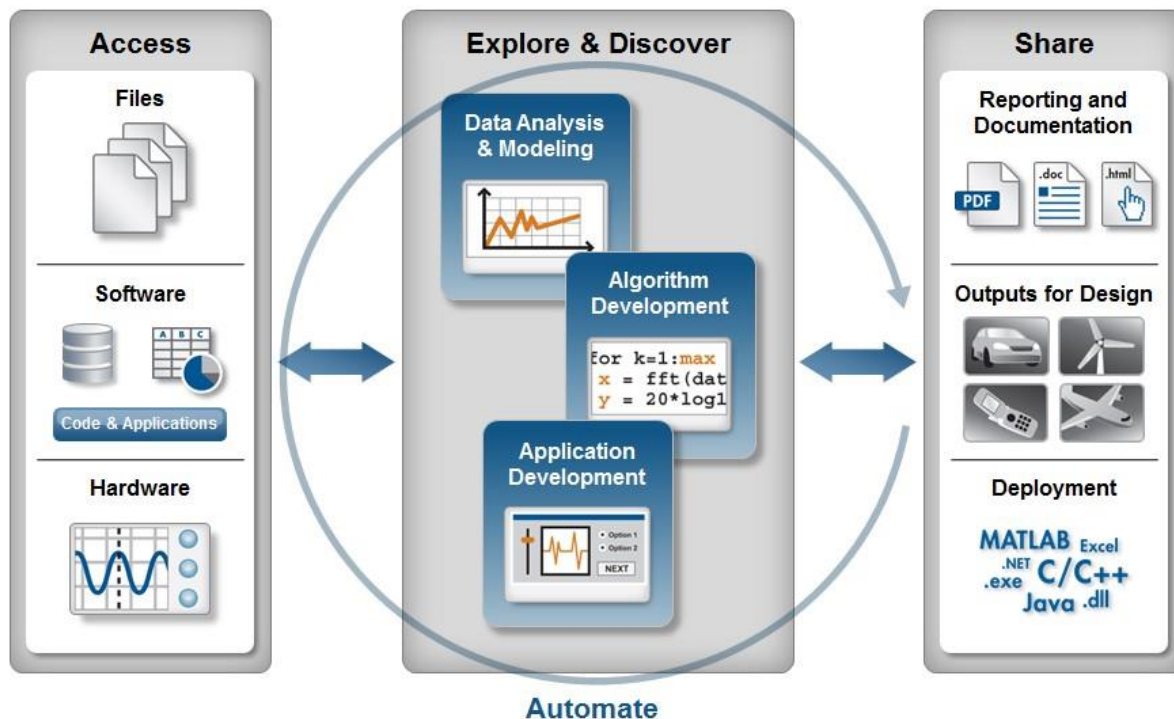 Access
Files
Software
A B C
Code & Applications
Hardware
Explore & Discover
Data Analysis
& Modeling
Algorithm
Development
for k=1:max
x = fft(dat
y = 20*log1
Application
Development
Option 1
Option 2
NEXT
Share
Reporting and
Documentation
PDF
.doc
.html
Outputs for Design
Deployment
MATLAB Excel
.NET
.exe C/C++
Java .dll
Automate